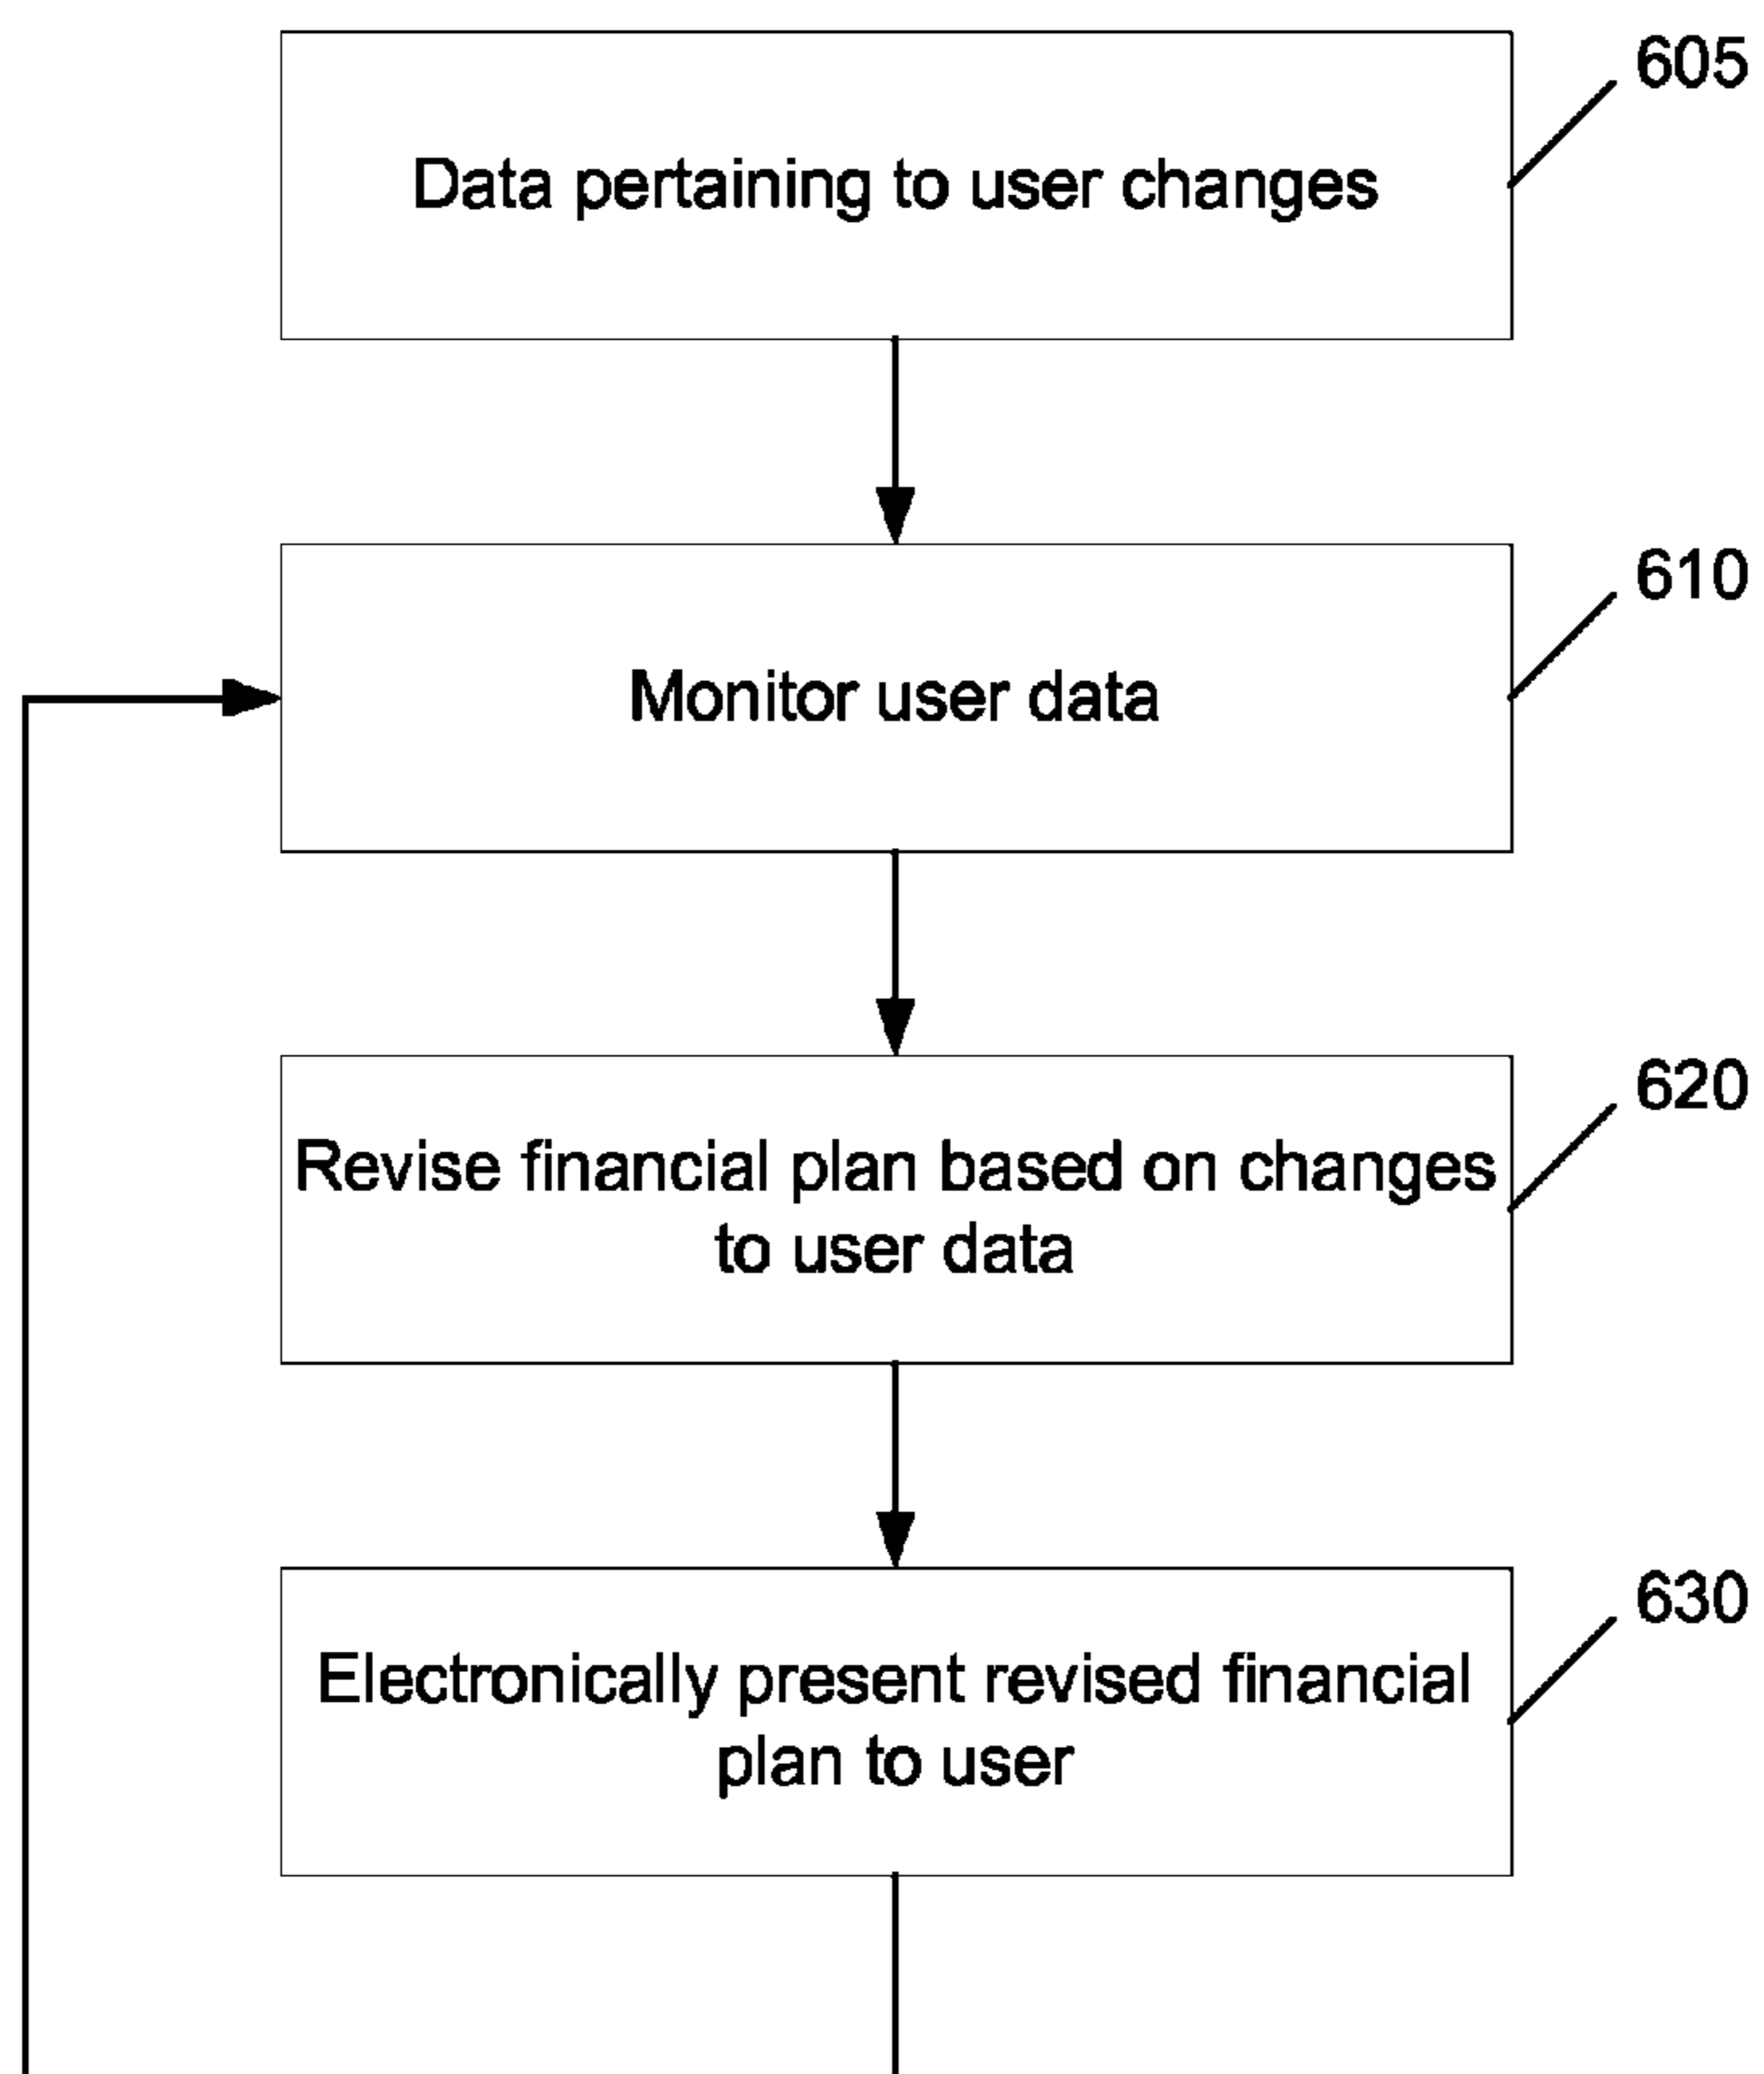 605
Data pertaining to user changes
610
Monitor user data
620
Revise financial plan based on changes
to user data
630
Electronically present revised financial
plan to user